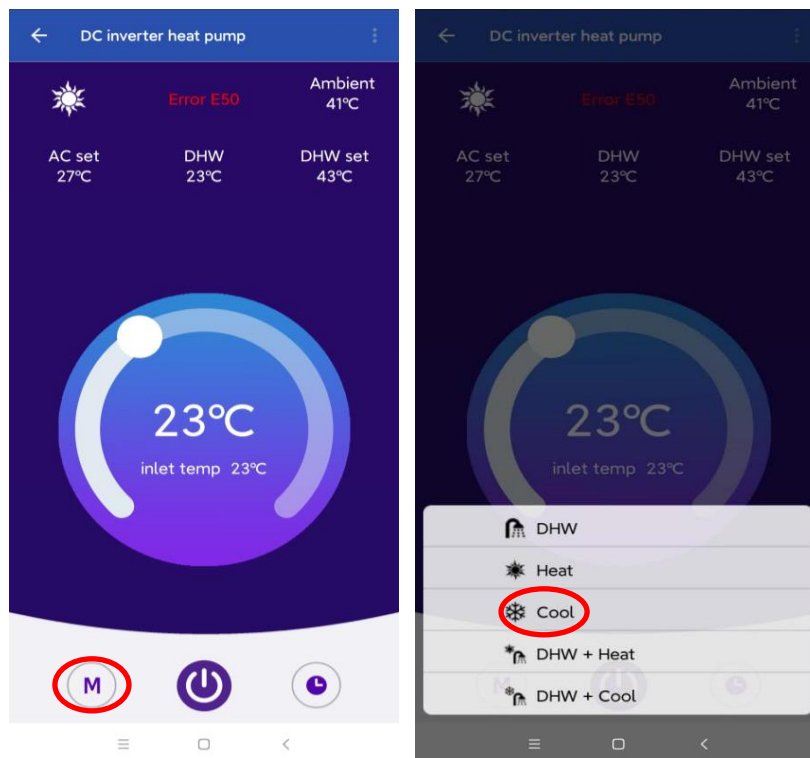 DC inverter heat pump
Error E50
Ambient
41℃
AC set
27℃
DHW
23℃
DHW set
43℃
23℃
inlet temp 23℃
M
DC inverter heat pump
Error E50
Ambient
41℃
AC set
27℃
DHW
23℃
DHW set
43℃
23℃
inlet temp 23℃
DHW
Heat
Cool
DHW + Heat
DHW + Cool
M